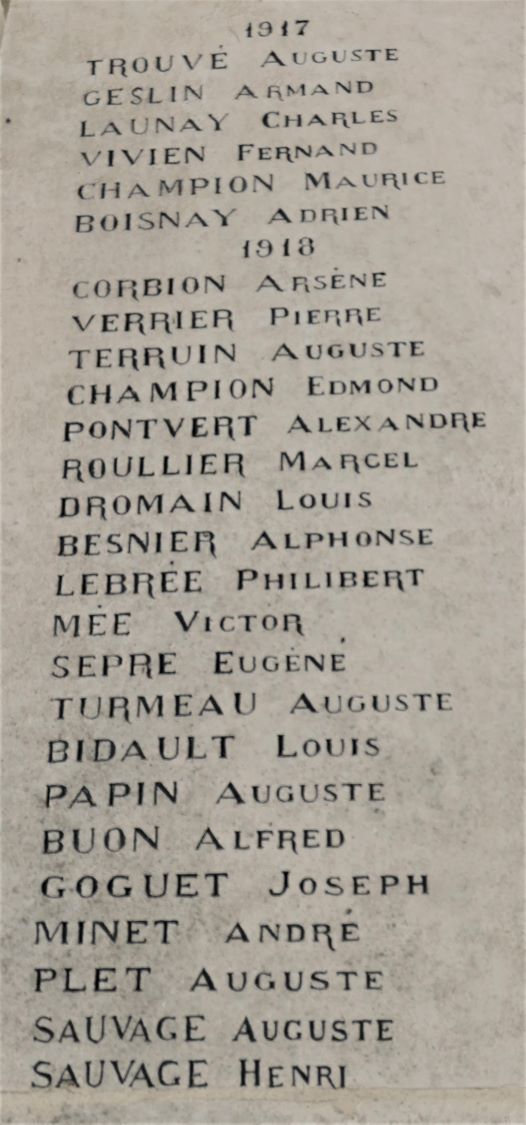 1917
TROUVÉ AUGUSTE
GESLIN ARMAND
LAUNAY CHARLES
VIVIEN FERNAND
CHAMPION MAURICE
BOISNAY ADRIEN
1918
CORBION ARSÈNE
VERRIER PIERRE
TERRUIN AUGUSTE
CHAMPION EDMOND
PONTVERT ALEXANDRE
ROULLIER MARCEL
DROMAIN LOUIS
BESNIER ALPHONSE
LEBRÉE PHILIBERT
MÉE VICTOR
SEPRE EUGÈNE
TURMEAU AUGUSTE
BIDAULT LOUIS
PAPIN AUGUSTE
BUON ALFRED
GOGUET JOSEPH
MINET ANDRÉ
PLET AUGUSTE
SAUVAGE AUGUSTE
SAUVAGE HENRI